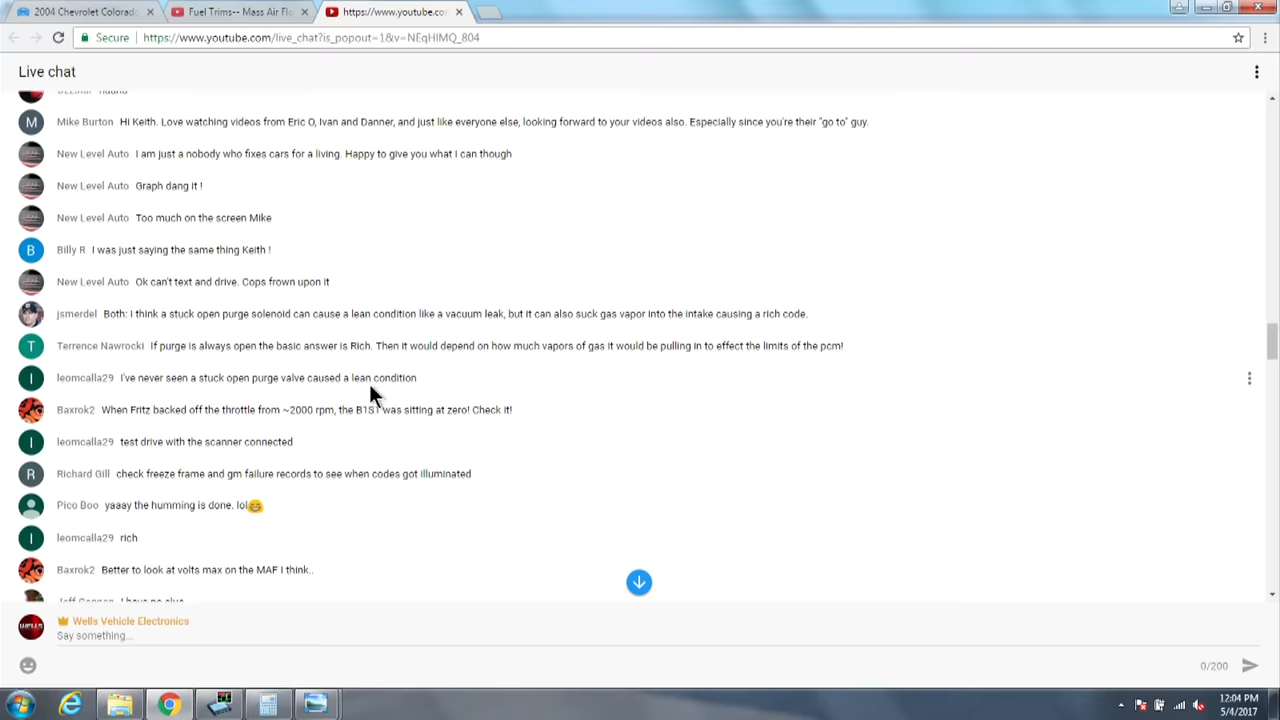 2004 Chevrolet Colorad
Fuel Trims-- Mass Air Fl
https://www.youtube.co
Secure https://www.youtube.com/live_chat?is_popout=1&v=NEqHIMQ_804
Live chat
Mike Burton Hi Keith. Love watching videos from Eric O, Ivan and Danner, and just like everyone else, looking forward to your videos also. Especially since you're their "go to" guy.
New Level Auto I am just a nobody who fixes cars for a living. Happy to give you what I can though
New Level Auto Graph dang it !
New Level Auto Too much on the screen Mike
Billy R I was just saying the same thing Keith !
New Level Auto Ok can't text and drive. Cops frown upon it
jsmerdel Both: I think a stuck open purge solenoid can cause a lean condition like a vacuum leak, but it can also suck gas vapor into the intake causing a rich code.
Terrence Nawrocki If purge is always open the basic answer is Rich. Then it would depend on how much vapors of gas it would be pulling in to effect the limits of the pcm!
leomcalla29 I've never seen a stuck open purge valve caused a lean condition
Baxrok2 When Fritz backed off the throttle from ~2000 rpm, the B1S1 was sitting at zero! Check it!
leomcalla29 test drive with the scanner connected
Richard Gill check freeze frame and gm failure records to see when codes got illuminated
Pico Boo yaaay the humming is done. lol
leomcalla29 rich
Baxrok2 Better to look at volts max on the MAF I think..
Wells Vehicle Electronics
Say something...
0/200
12:04 PM
5/4/2017